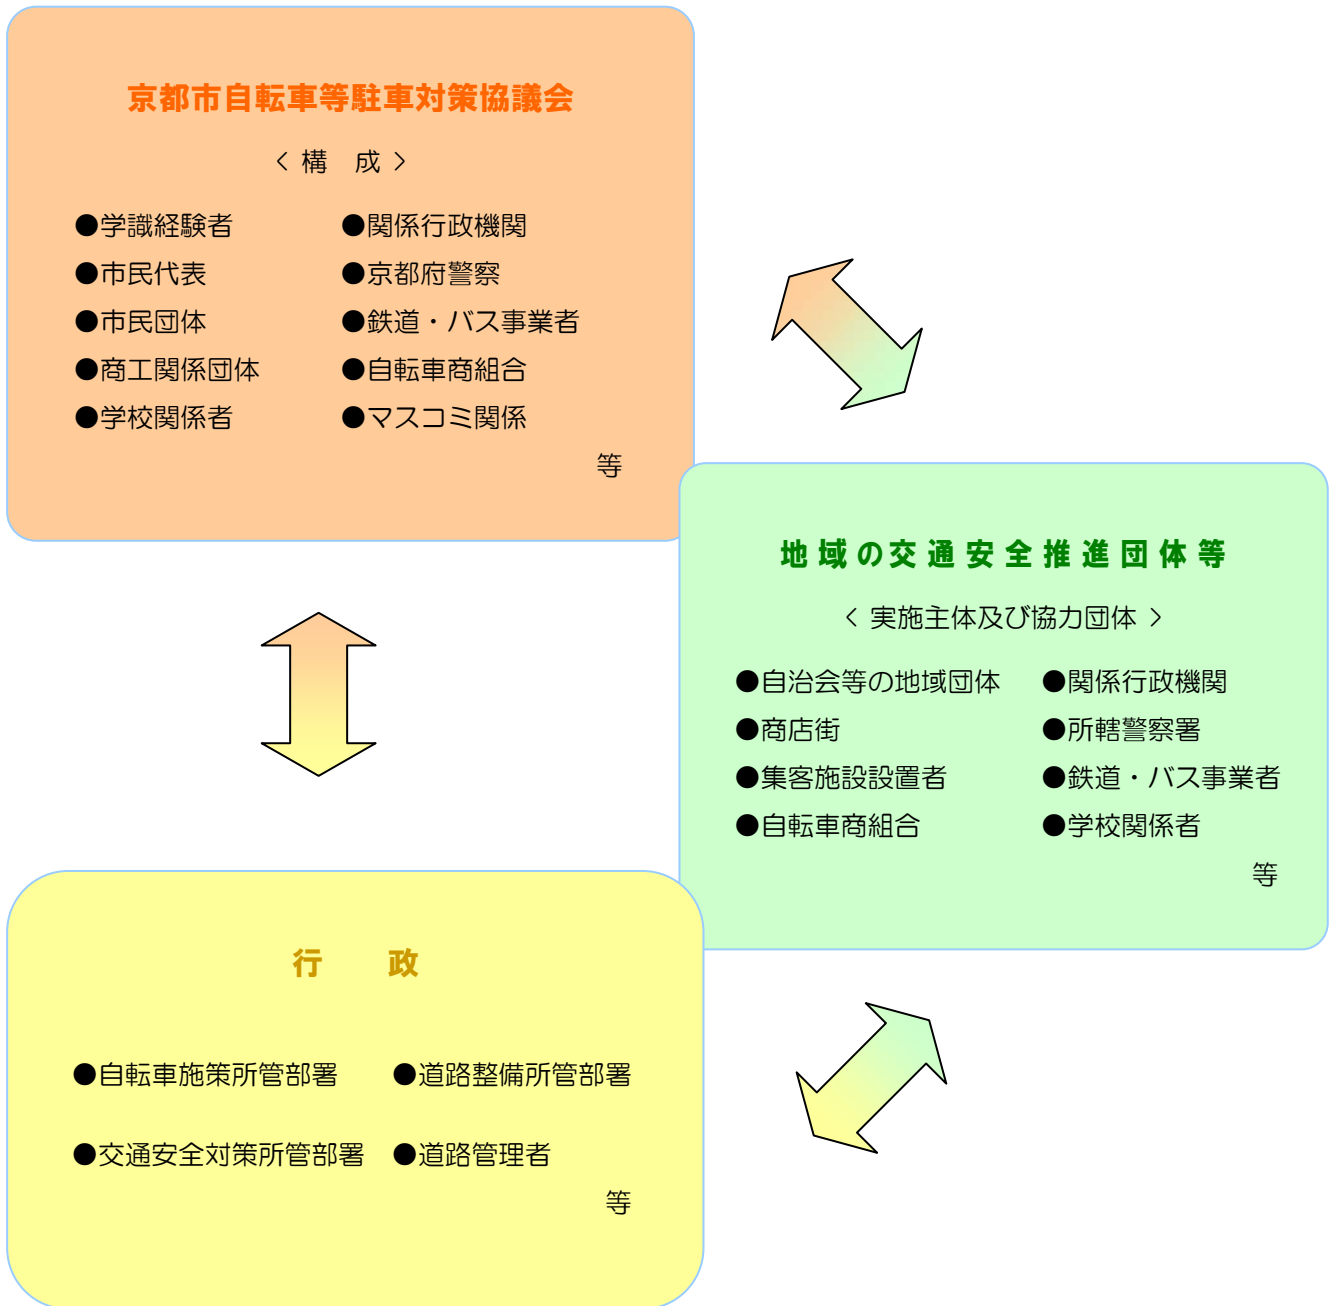 京都市自転車等駐車対策協議会
< 構　成 >
●学識経験者　●関係行政機関
●市民代表　●京都府警察
●市民団体　●鉄道・バス事業者
●商工関係団体　●自転車商組合
●学校関係者　●マスコミ関係
等
地域の交通安全推進団体等
< 実施主体及び協力団体 >
●自治会等の地域団体　●関係行政機関
●商店街　●所轄警察署
●集客施設設置者　●鉄道・バス事業者
●自転車商組合　●学校関係者
等
行　政
●自転車施策所管部署　●道路整備所管部署
●交通安全対策所管部署　●道路管理者
等